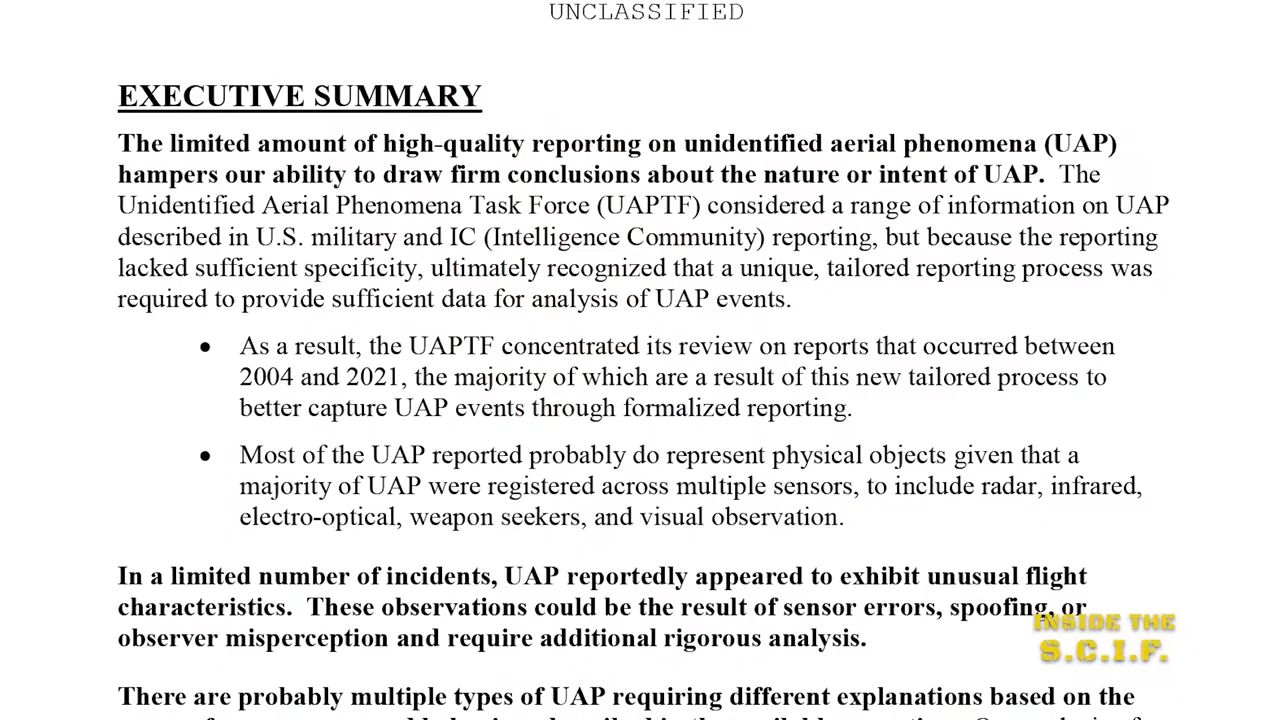 UNCLASSIFIED
EXECUTIVE SUMMARY
The limited amount of high-quality reporting on unidentified aerial phenomena (UAP)
hampers our ability to draw firm conclusions about the nature or intent of UAP. The
Unidentified Aerial Phenomena Task Force (UAPTF) considered a range of information on UAP
described in U.S. military and IC (Intelligence Community) reporting, but because the reporting
lacked sufficient specificity, ultimately recognized that a unique, tailored reporting process was
required to provide sufficient data for analysis of UAP events.
• As a result, the UAPTF concentrated its review on reports that occurred between
2004 and 2021, the majority of which are a result of this new tailored process to
better capture UAP events through formalized reporting.
• Most of the UAP reported probably do represent physical objects given that a
majority of UAP were registered across multiple sensors, to include radar, infrared,
electro-optical, weapon seekers, and visual observation.
In a limited number of incidents, UAP reportedly appeared to exhibit unusual flight
characteristics. These observations could be the result of sensor errors, spoofing, or
observer misperception and require additional rigorous analysis.
INSIDE THE
S.C.I.F.
There are probably multiple types of UAP requiring different explanations based on the